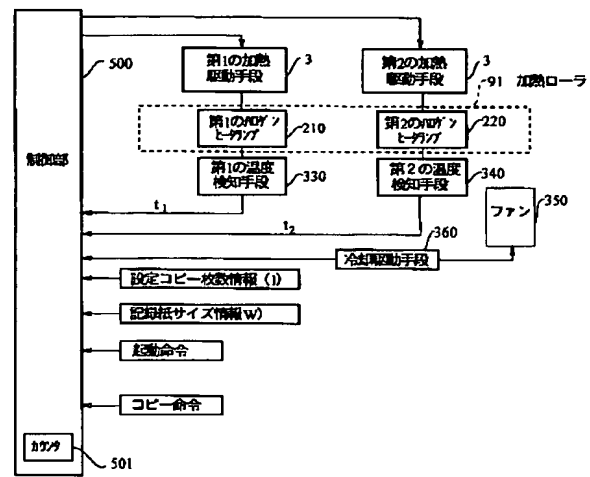 500
第1の加熱
駆動手段
3
第2の加熱
駆動手段
3
91 加熱ローラ
第1のハロゲン
ヒータランプ
210
第2のハロゲン
ヒータランプ
220
制御部
第1の温度
検知手段
330
第2の温度
検知手段
340
t1
t2
ファン
350
360
冷却駆動手段
設定コピー枚数情報(I)
記録紙サイズ情報W)
起動命令
コピー命令
カウンタ
501